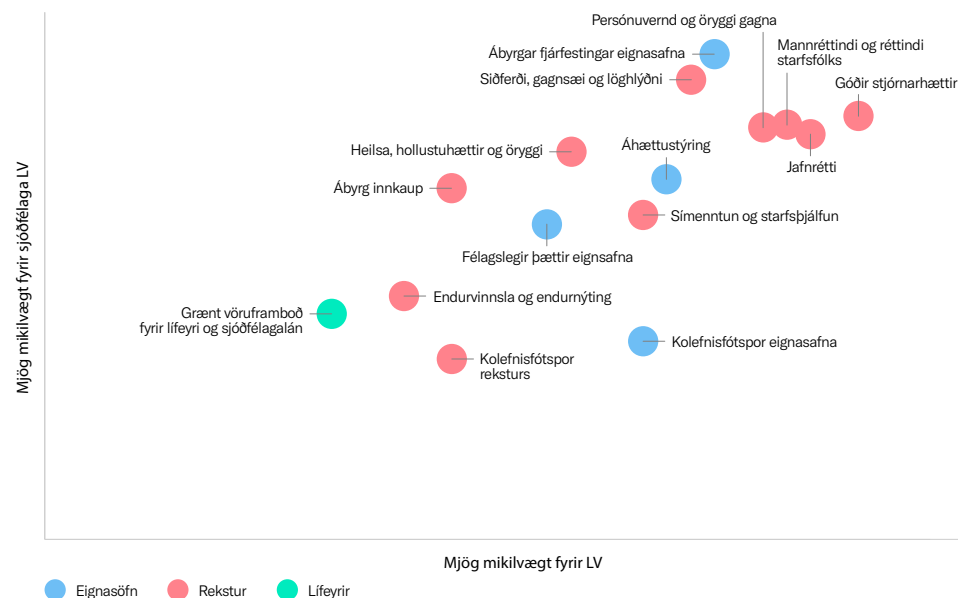 Persónuvernd og öryggi gagna
Mannréttindi og réttindi
starfsfólks
Ábyrgar fjárfestingar eignasafna
Siðferði, gagnsæi og löghlýðni
Góðir stjórnarhættir
Heilsa, hollustuhættir og öryggi
Áhættustýring
Jafnrétti
Ábyrg innkaup
Símenntun og starfsþjálfun
Félagslegir þættir eignsafna
Endurvinnsla og endurnýting
Grænt vöruframboð
fyrir lífeyri og sjóðfélagalán
Kolefnisfótspor eignasafna
Kolefnisfótspor
reksturs
Mjög mikilvægt fyrir sjóðfélaga LV
Mjög mikilvægt fyrir LV
Eignasöfn
Rekstur
Lífeyrir